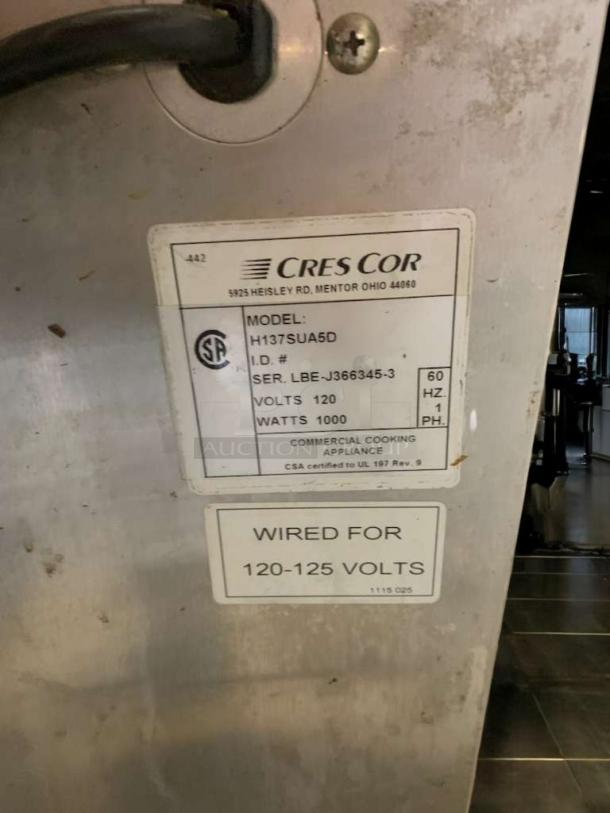 442
CRES COR
5925 HEISLEY RD, MENTOR OHIO 44060
MODEL:
H137SUA5D
I.D. #
SER. LBE-J366345-3
VOLTS 120
WATTS 1000
60
HZ.
1
PH.
SA
COMMERCIAL COOKING
APPLIANCE
CSA certified to UL 197 Rev. 9
AUCTION
WIRED FOR
120-125 VOLTS
1115 025